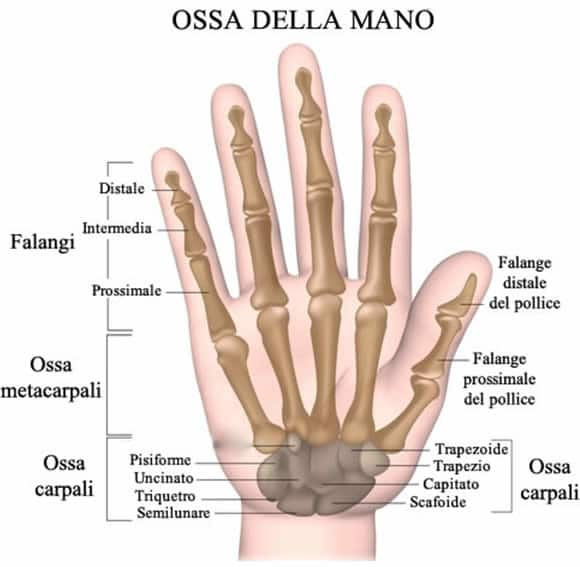 OSSA DELLA MANO
Distale
Intermedia
Falangi
Prossimale
Falange
distale
del pollice
Falange
prossimale
del pollice
Ossa
metacarpali
Ossa
carpali
Pisiforme
Uncinato
Triquetro
Semilunare
Trapezoide
Trapezio
Capitato
Scafoide
Ossa
carpali